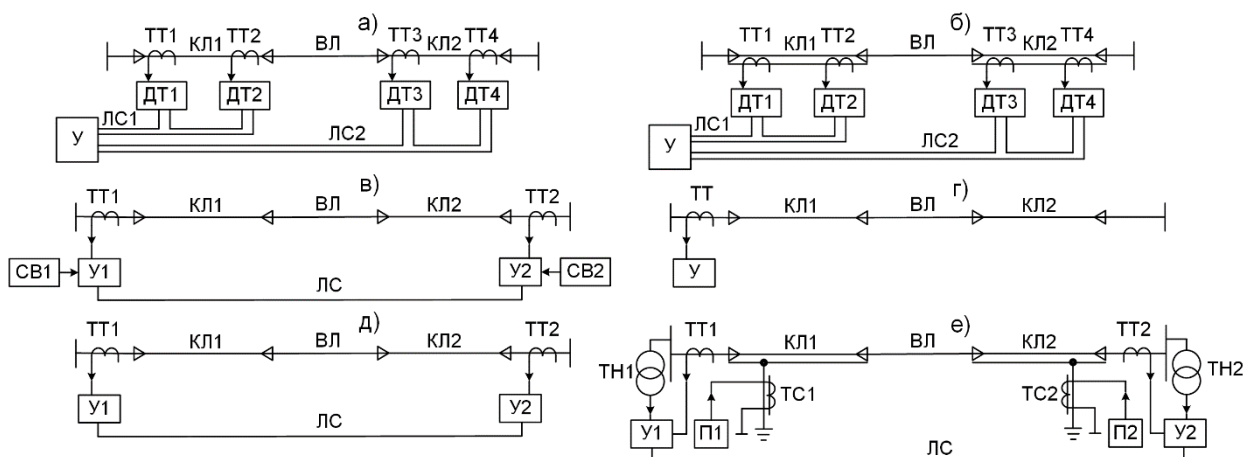 а)
ТТ1 ТТ2 ТТ3 ТТ4
КЛ1 ВЛ КЛ2
ДТ1 ДТ2 ДТ3 ДТ4
ЛС1
У ЛС2
б)
ТТ1 ТТ2 ТТ3 ТТ4
КЛ1 ВЛ КЛ2
ДТ1 ДТ2 ДТ3 ДТ4
ЛС1
У ЛС2
в)
ТТ1 КЛ1 ВЛ КЛ2 ТТ2
СВ1 У1 У2 СВ2
ЛС
г)
ТТ КЛ1 ВЛ КЛ2
У
д)
ТТ1 КЛ1 ВЛ КЛ2 ТТ2
У1 У2
ЛС
е)
ТТ1 КЛ1 ВЛ КЛ2 ТТ2
ТН1 ТС1 ТС2 ТН2
У1 П1 П2 У2
ЛС